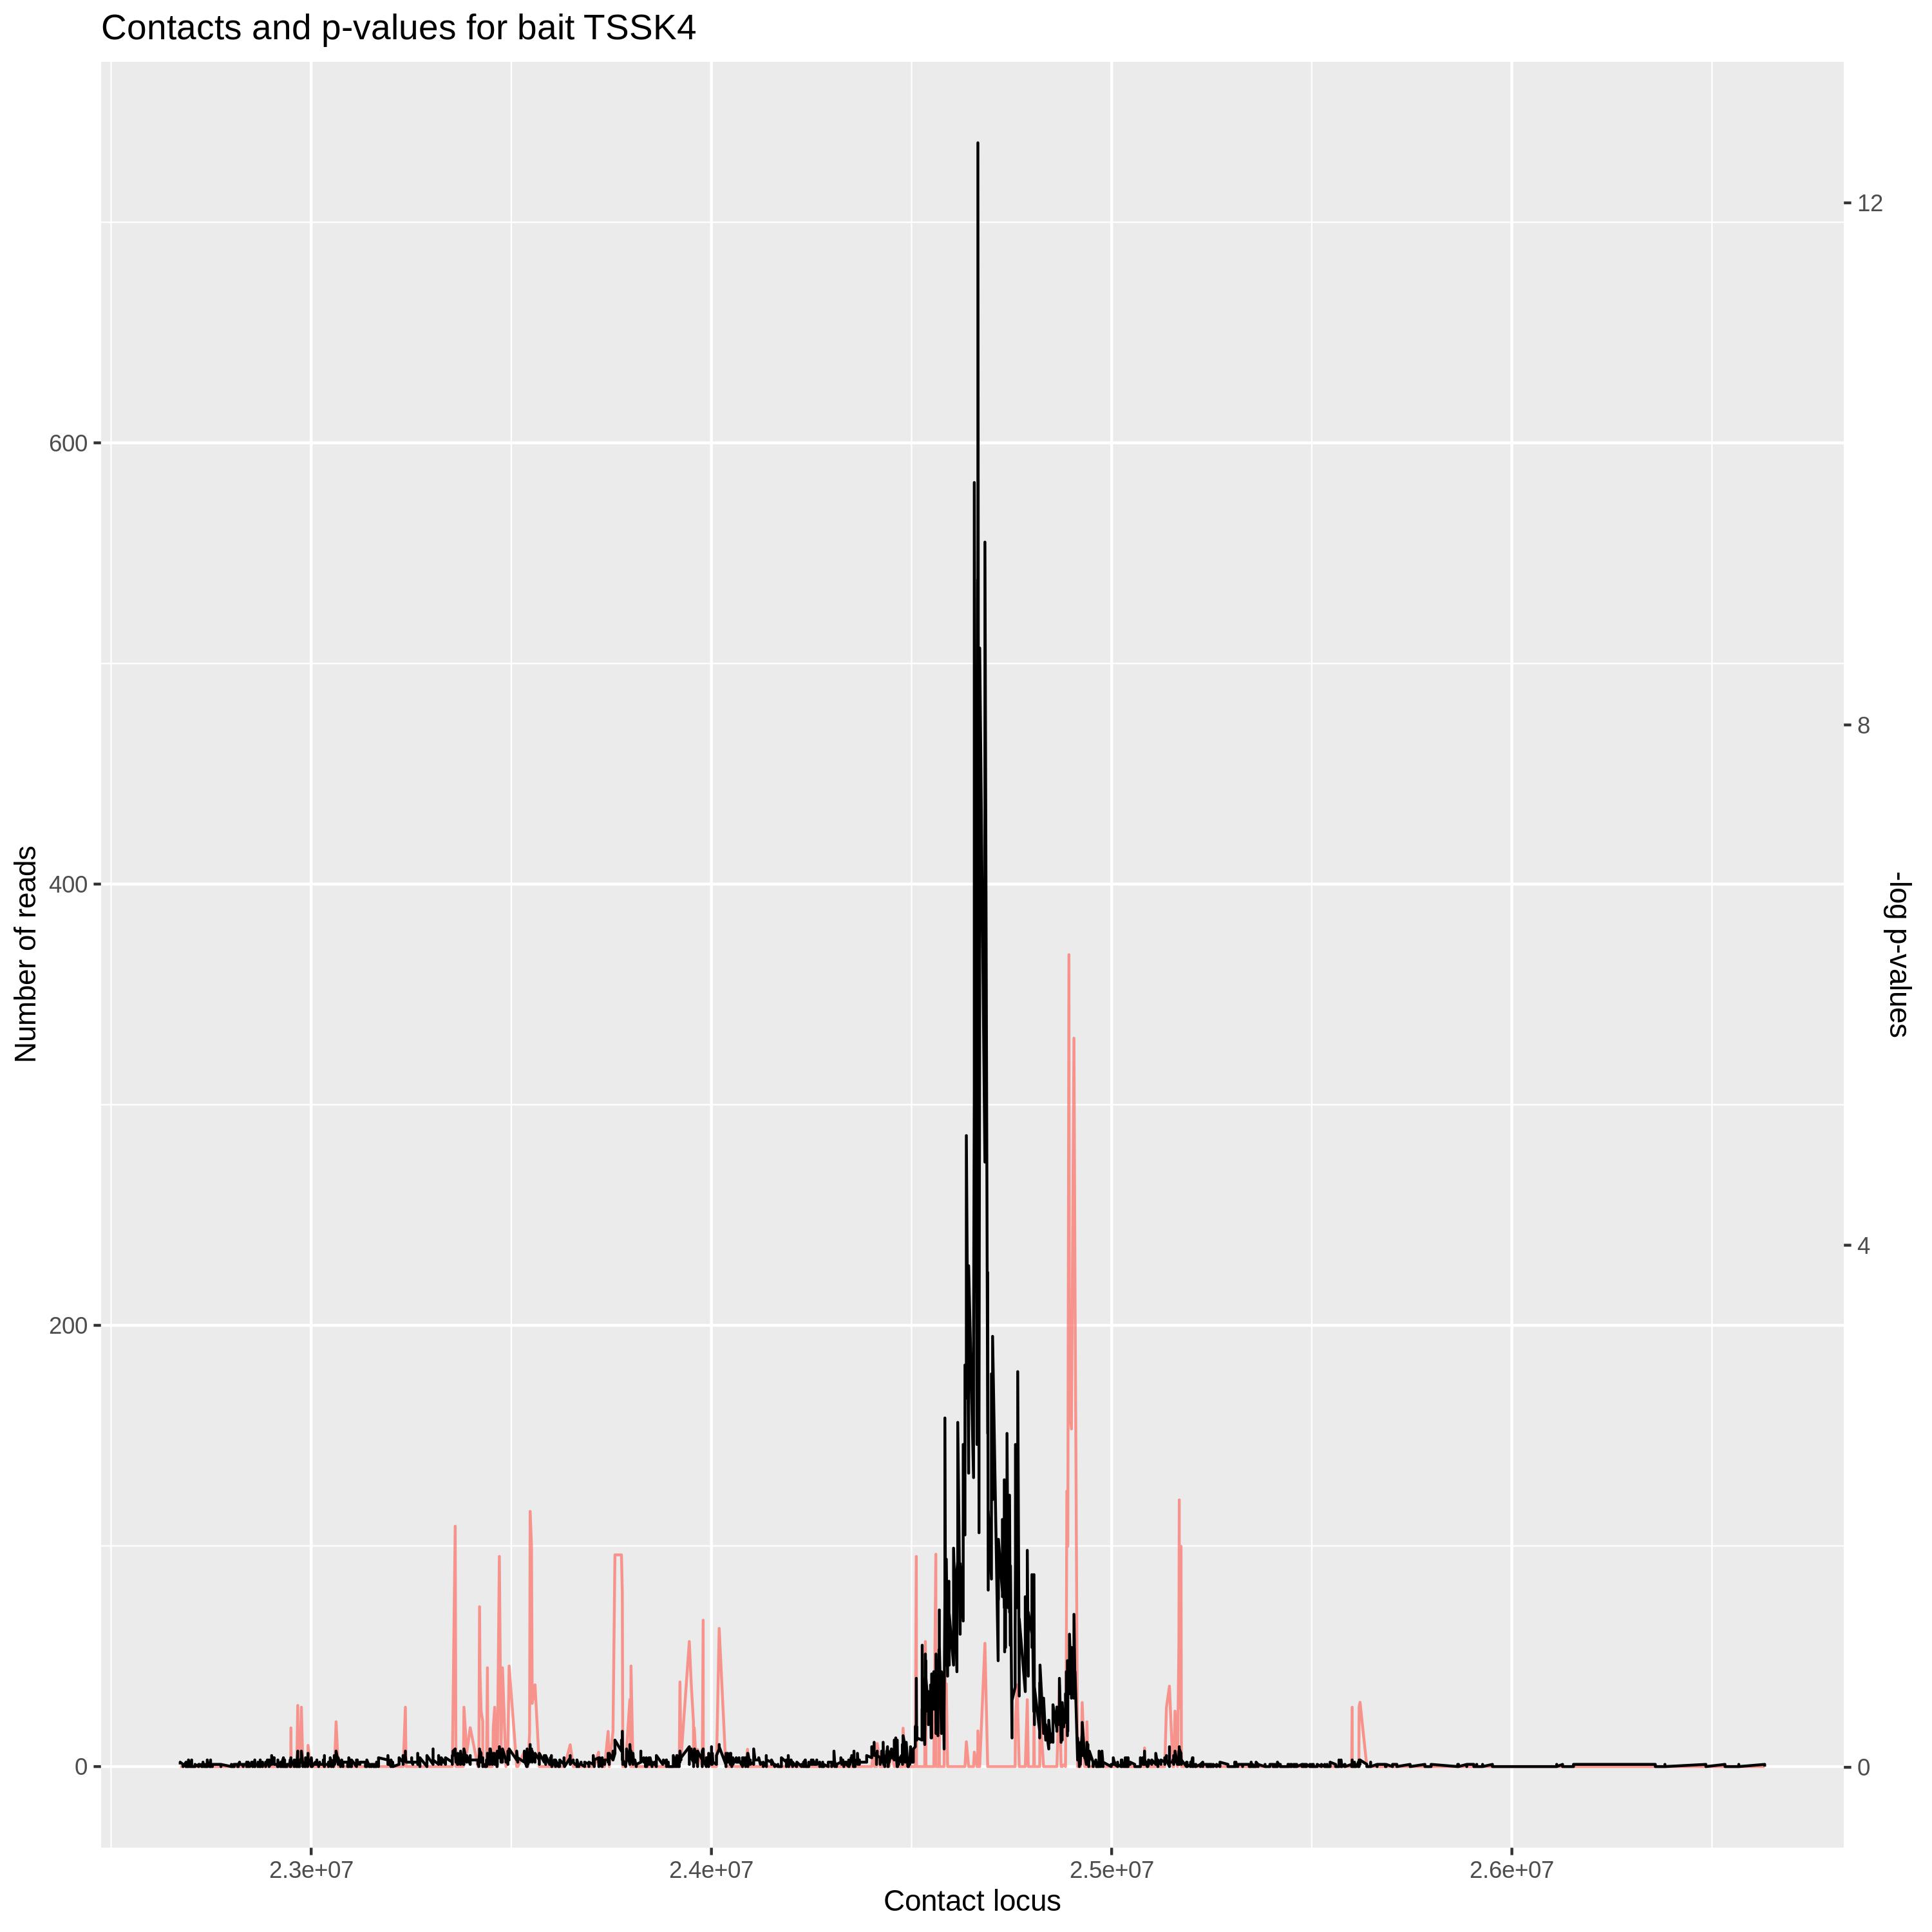 Contacts and p-values for bait TSSK4
Number of reads
600
400
200
0
12
8
4
0
-log p-values
2.3e+07 2.4e+07 2.5e+07 2.6e+07
Contact locus